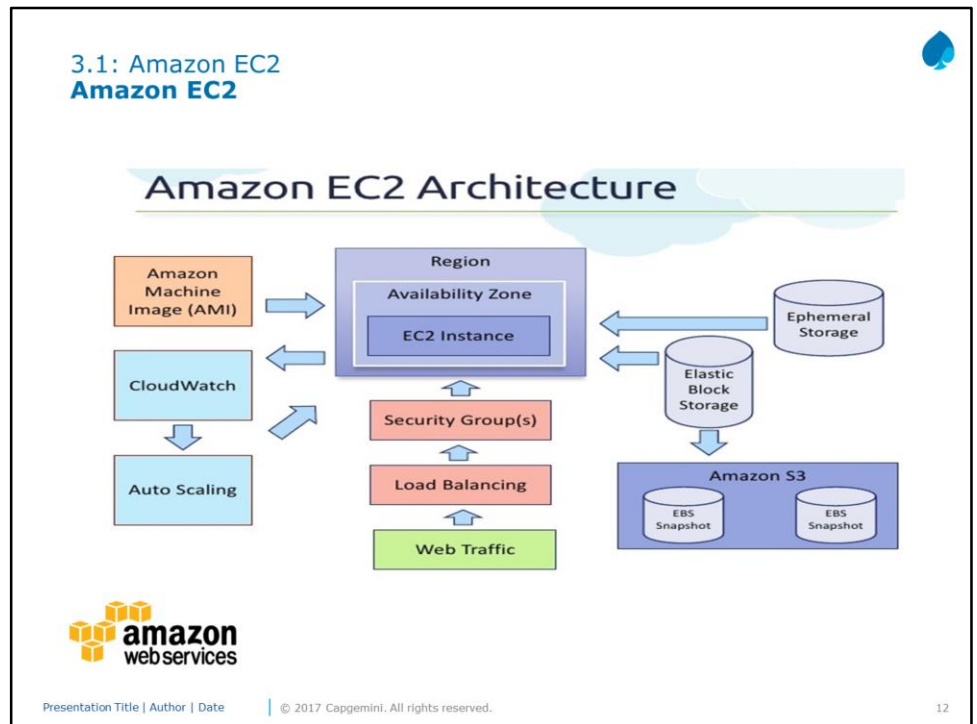 3.1: Amazon EC2
Amazon EC2
Amazon EC2 Architecture
Amazon
Machine
Image (AMI)
Region
Availability Zone
EC2 Instance
Ephemeral
Storage
CloudWatch
Elastic
Block
Storage
Security Group(s)
Auto Scaling
Load Balancing
Amazon S3
EBS
Snapshot
EBS
Snapshot
Web Traffic
amazon
web services
Presentation Title | Author | Date
© 2017 Capgemini. All rights reserved.
12